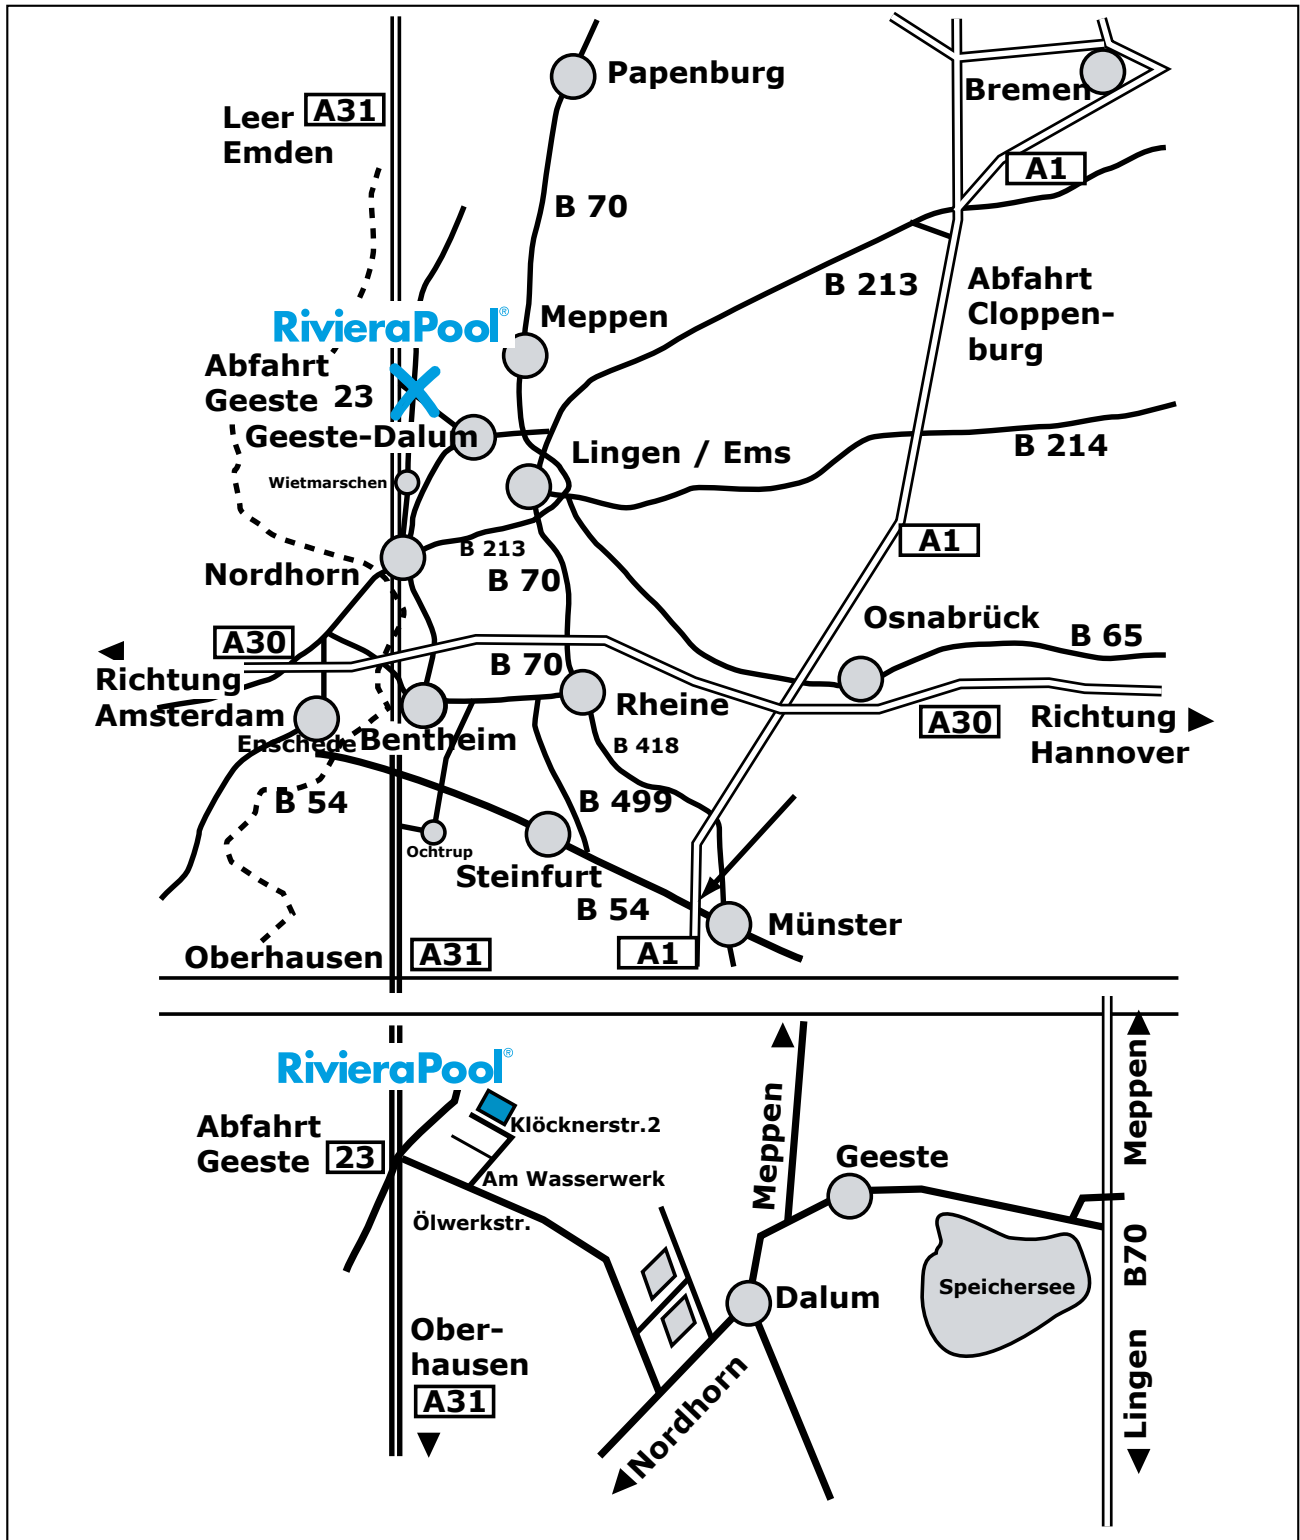 Papenburg
Bremen
A31
Leer
Emden
A1
B 70
B 213
Abfahrt
Cloppen-
burg
RivieraPool®
Meppen
Abfahrt
Geeste 23
Geeste-Dalum
Lingen / Ems
B 214
Wietmarschen
B 213
A1
Nordhorn
B 70
Osnabrück
A30
B 65
B 70
Richtung
Amsterdam
Rheine
A30
Richtung
Hannover
Enschede
Bentheim
B 418
B 54
B 499
Ochtrup
Steinfurt
B 54
Münster
Oberhausen
A31
A1
RivieraPool®
Meppen
Meppen
Abfahrt
Geeste 23
Klöcknerstr.2
Geeste
Am Wasserwerk
Ölwerkstr.
B70
Speichersee
Dalum
Ober-
hausen
A31
Nordhorn
Lingen